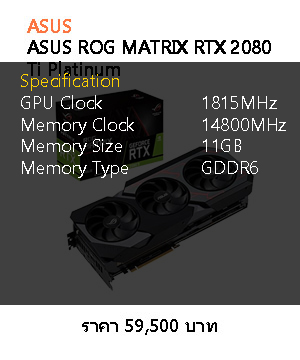 ASUS
ASUS ROG MATRIX RTX 2080
Ti Platinum
Specification
GPU Clock 1815MHz
Memory Clock 14800MHz
Memory Size 11GB
Memory Type GDDR6
RTX
ราคา 59,500 บาท